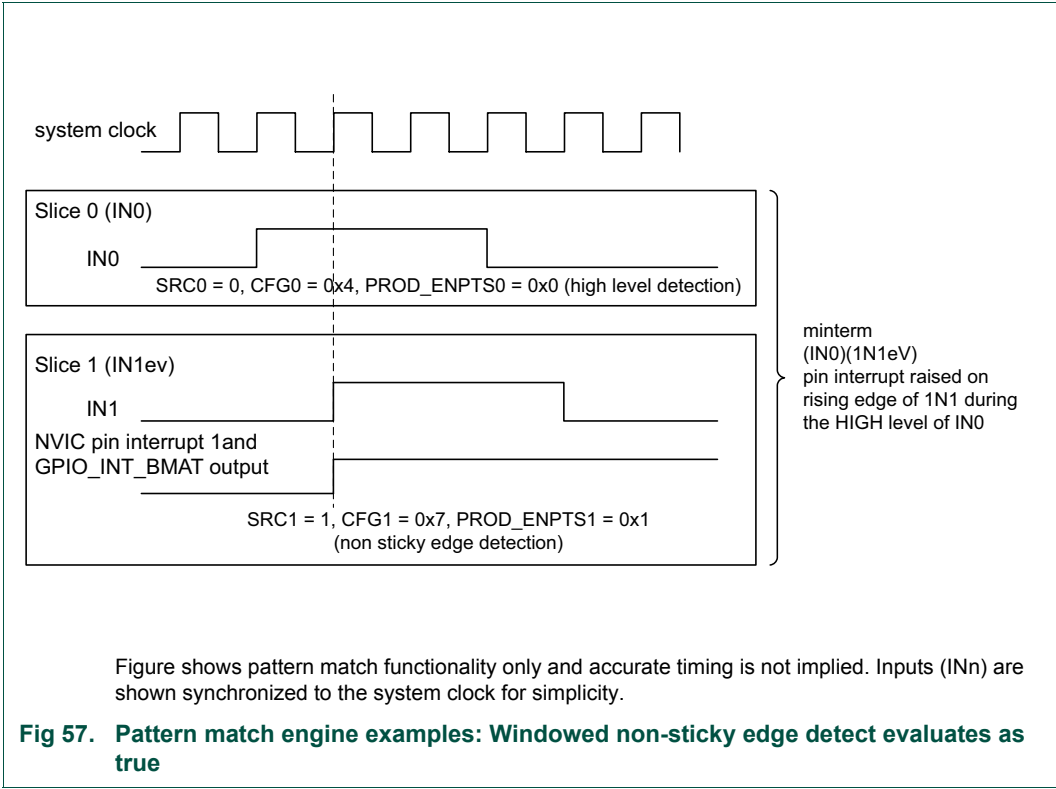 system clock
Slice 0 (IN0)
IN0
SRC0 = 0, CFG0 = 0x4, PROD_ENPTS0 = 0x0 (high level detection)
Slice 1 (IN1ev)
IN1
NVIC pin interrupt 1and
GPIO_INT_BMAT output
SRC1 = 1, CFG1 = 0x7, PROD_ENPTS1 = 0x1
(non sticky edge detection)
minterm
(IN0)(1N1eV)
pin interrupt raised on
rising edge of 1N1 during
the HIGH level of IN0
Figure shows pattern match functionality only and accurate timing is not implied. Inputs (INn) are
shown synchronized to the system clock for simplicity.
Fig 57. Pattern match engine examples: Windowed non-sticky edge detect evaluates as
true